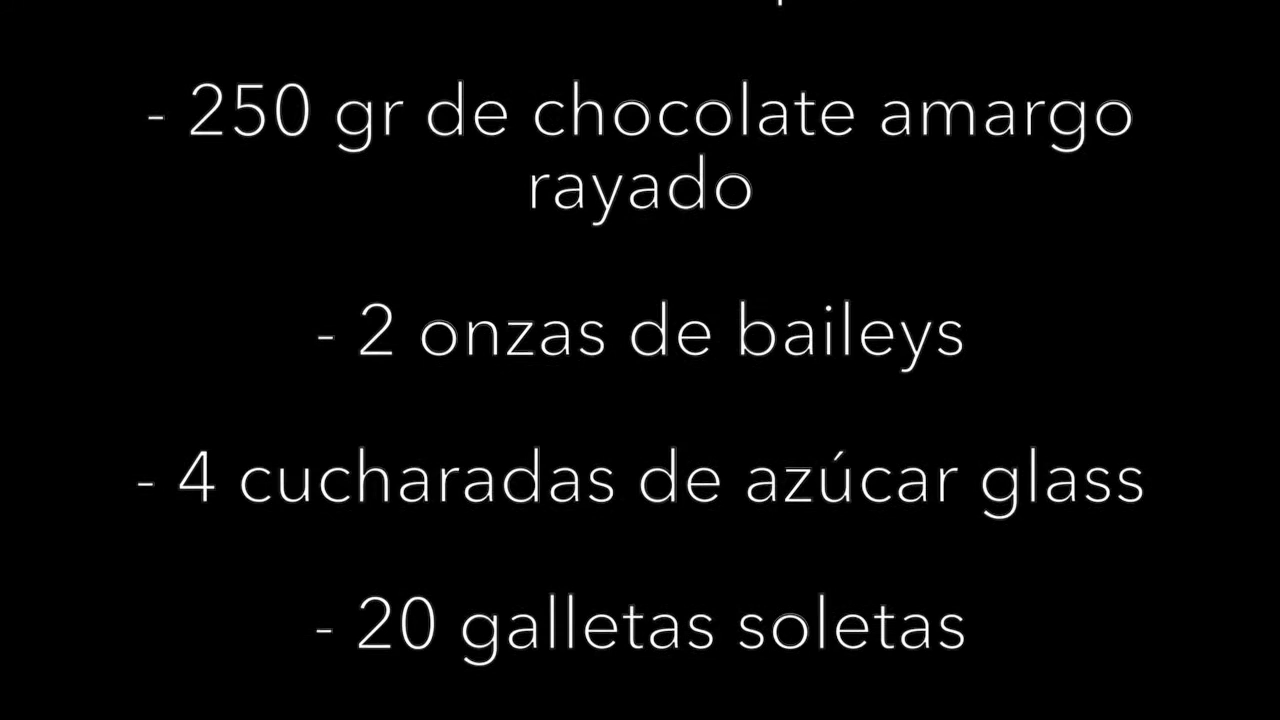 - 250 gr de chocolate amargo
rayado
- 2 onzas de baileys
- 4 cucharadas de azúcar glass
- 20 galletas soletas